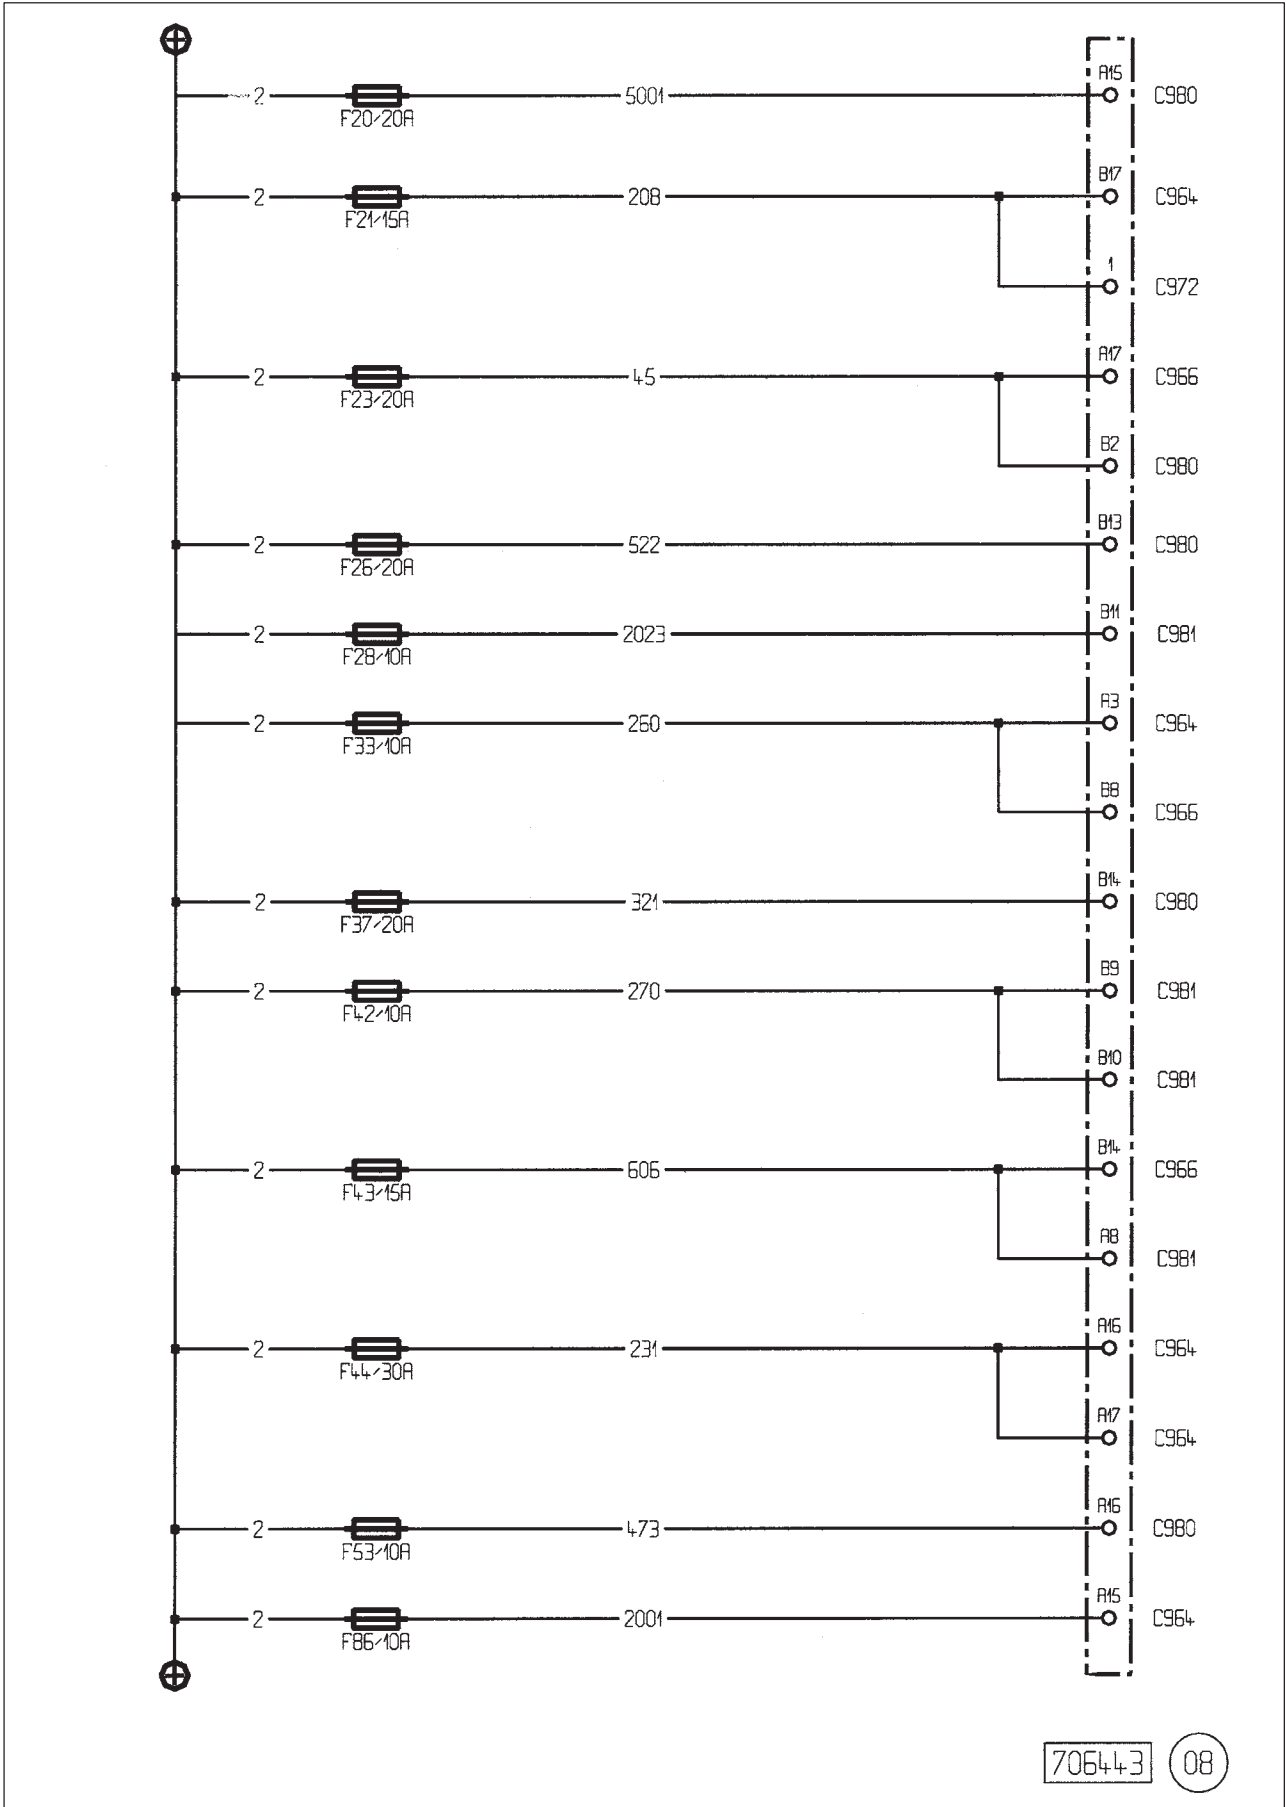 A15
2 5001 C980
F20/20A
B17
2 208 C964
F21/15A
1
C972
A17
2 45 C966
F23/20A
B2
C980
B13
2 522 C980
F26/20A
B11
2 2023 C981
F28/10A
A3
2 260 C964
F33/10A
B8
C966
B14
2 321 C980
F37/20A
B9
2 270 C981
F42/10A
B10
C981
B14
2 606 C966
F43/15A
A8
C981
A16
2 231 C964
F44/30A
A17
C964
A16
2 473 C980
F53/10A
A15
2 2001 C964
F86/10A
706443 08